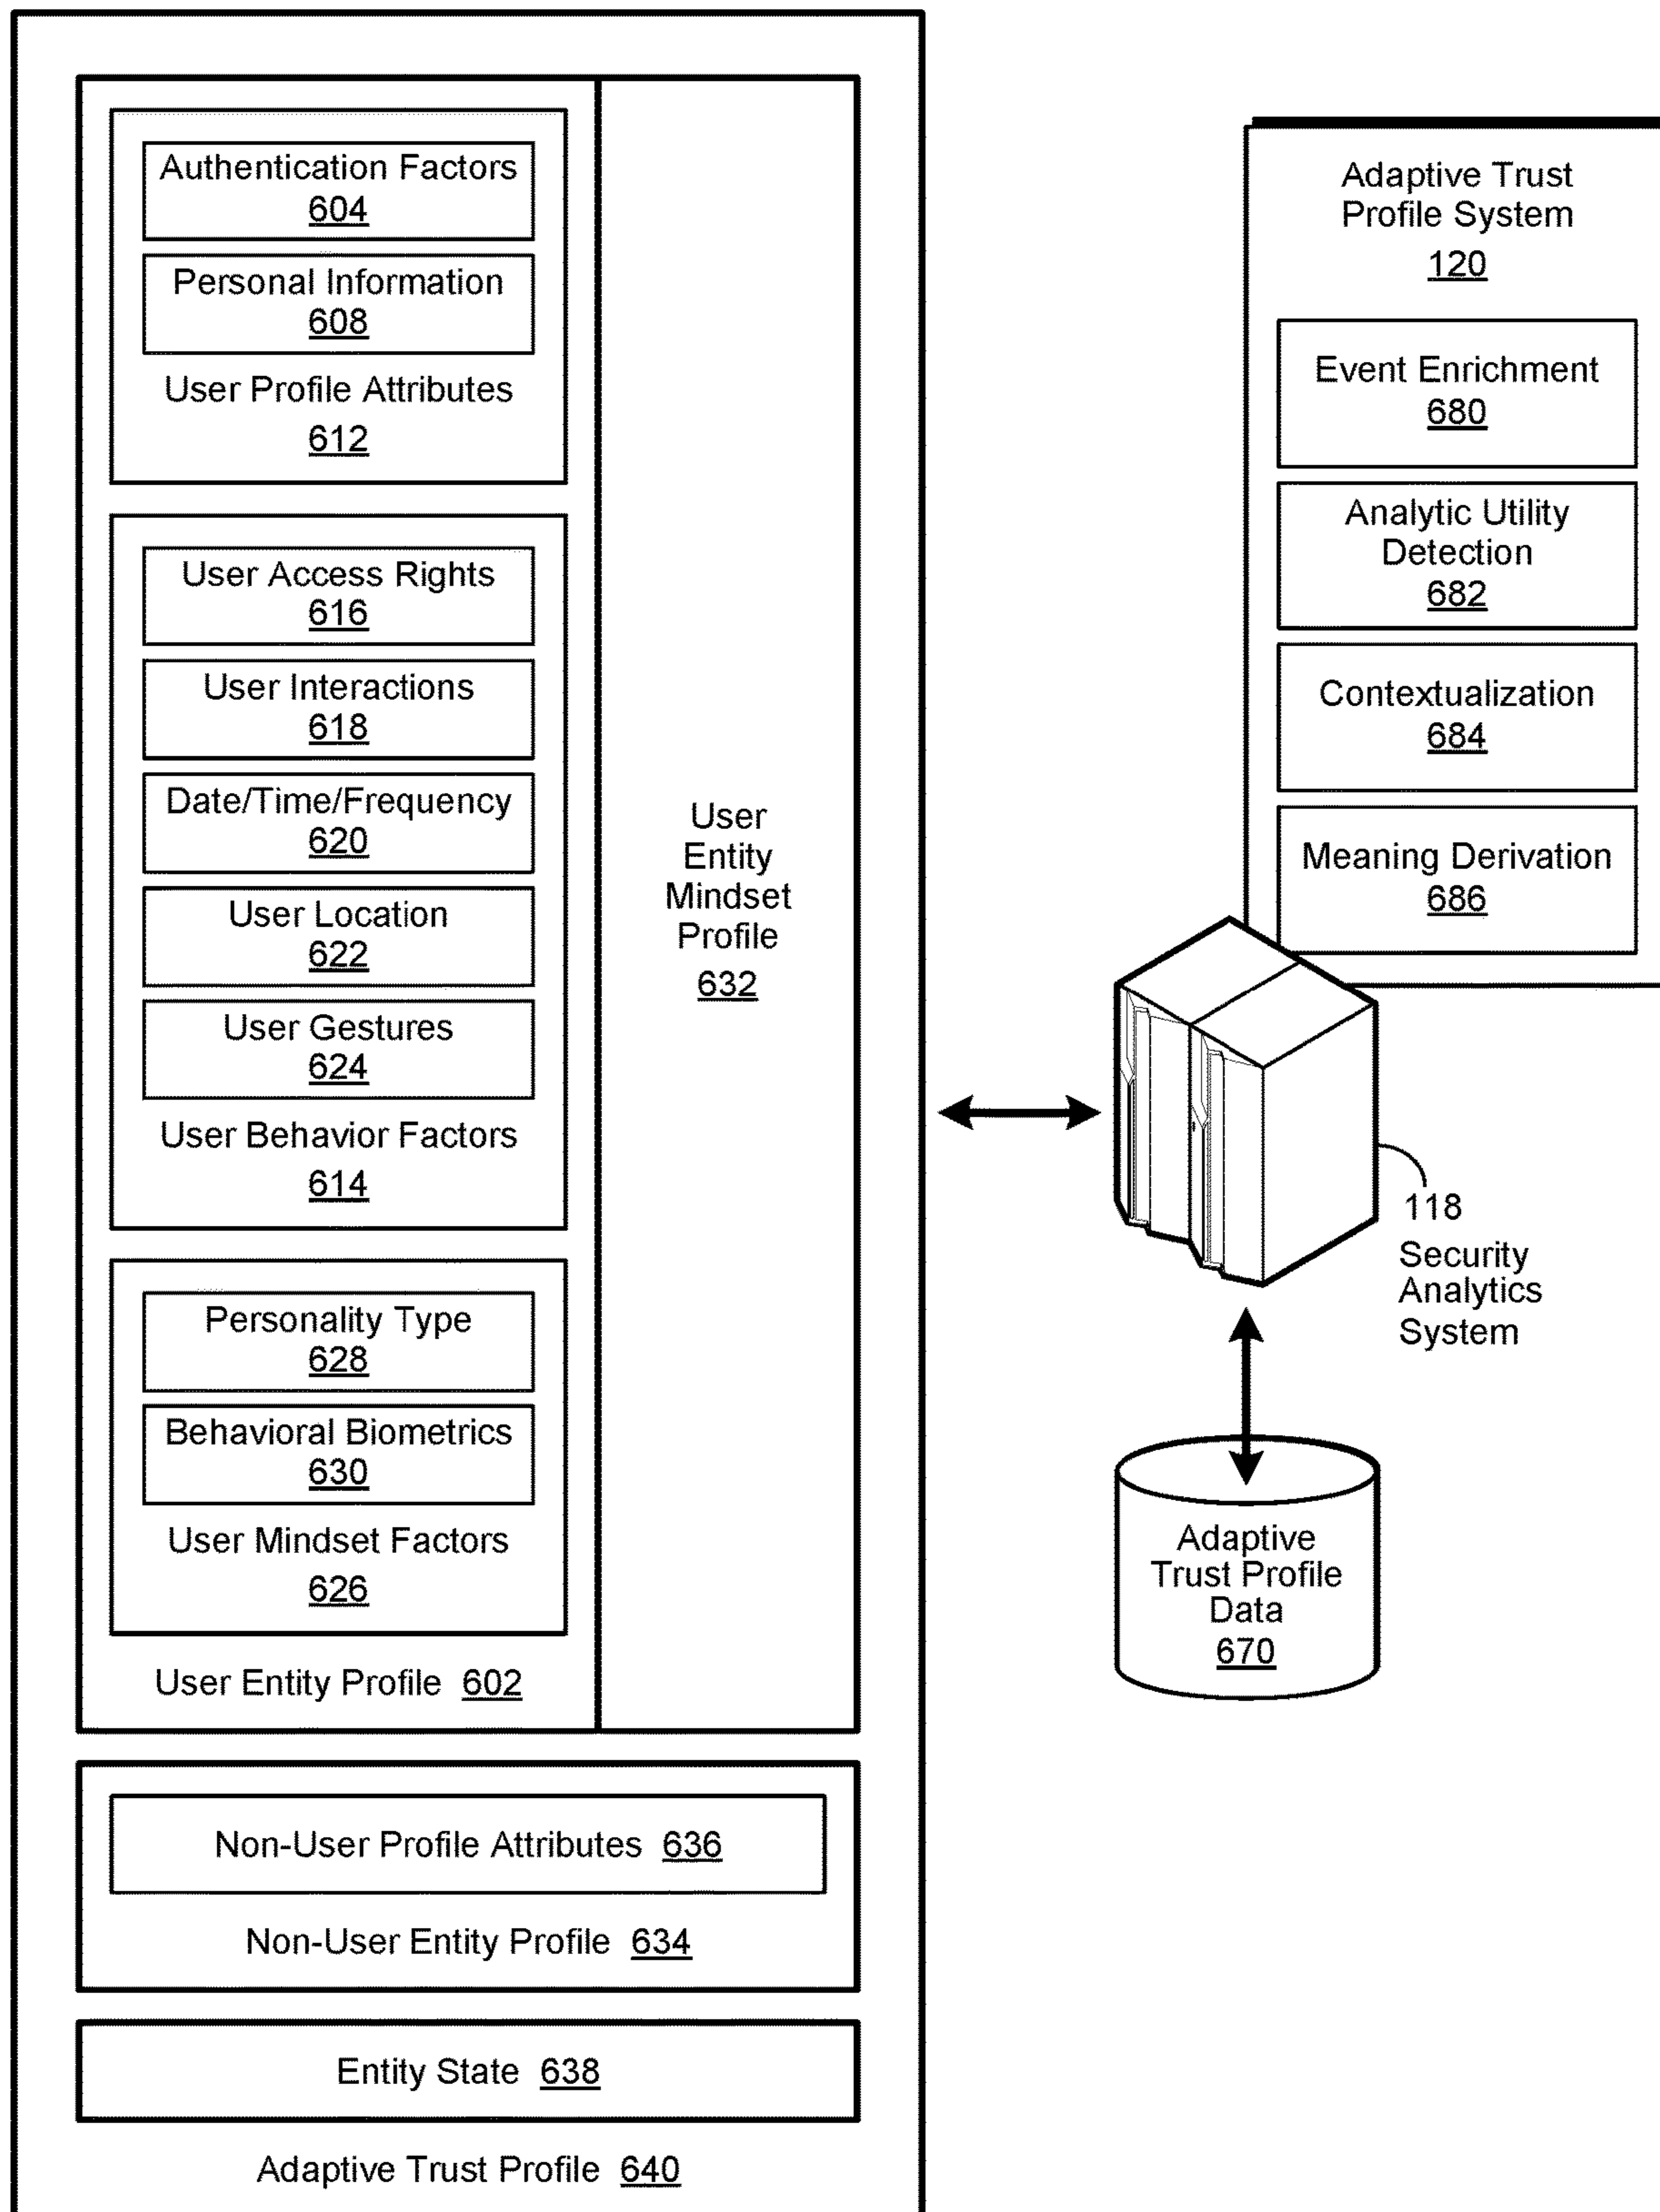 Authentication Factors
604
Personal Information
608
User Profile Attributes
612
User Access Rights
616
User Interactions
618
Date/Time/Frequency
620
User Location
622
User Gestures
624
User Behavior Factors
614
Personality Type
628
Behavioral Biometrics
630
User Mindset Factors
626
User Entity Profile 602
User
Entity
Mindset
Profile
632
Non-User Profile Attributes 636
Non-User Entity Profile 634
Entity State 638
Adaptive Trust Profile 640
Adaptive Trust
Profile System
120
Event Enrichment
680
Analytic Utility
Detection
682
Contextualization
684
Meaning Derivation
686
118
Security
Analytics
System
Adaptive
Trust Profile
Data
670